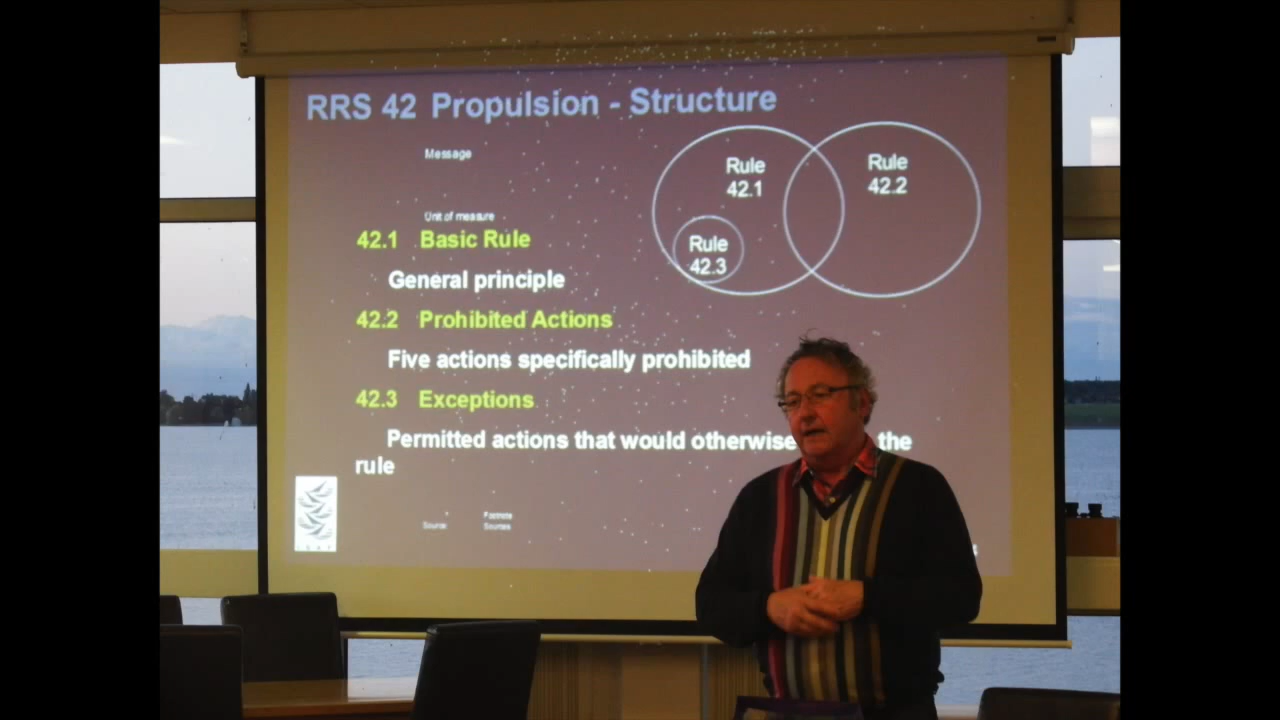 RRS 42 Propulsion - Structure
Message
Rule
42.1
Rule
42.2
Unit of measure
42.1 Basic Rule
Rule
42.3
General principle
42.2 Prohibited Actions
Five actions specifically prohibited
42.3 Exceptions
Permitted actions that would otherwise the
rule
Footnote
Source
Sources
ISAF